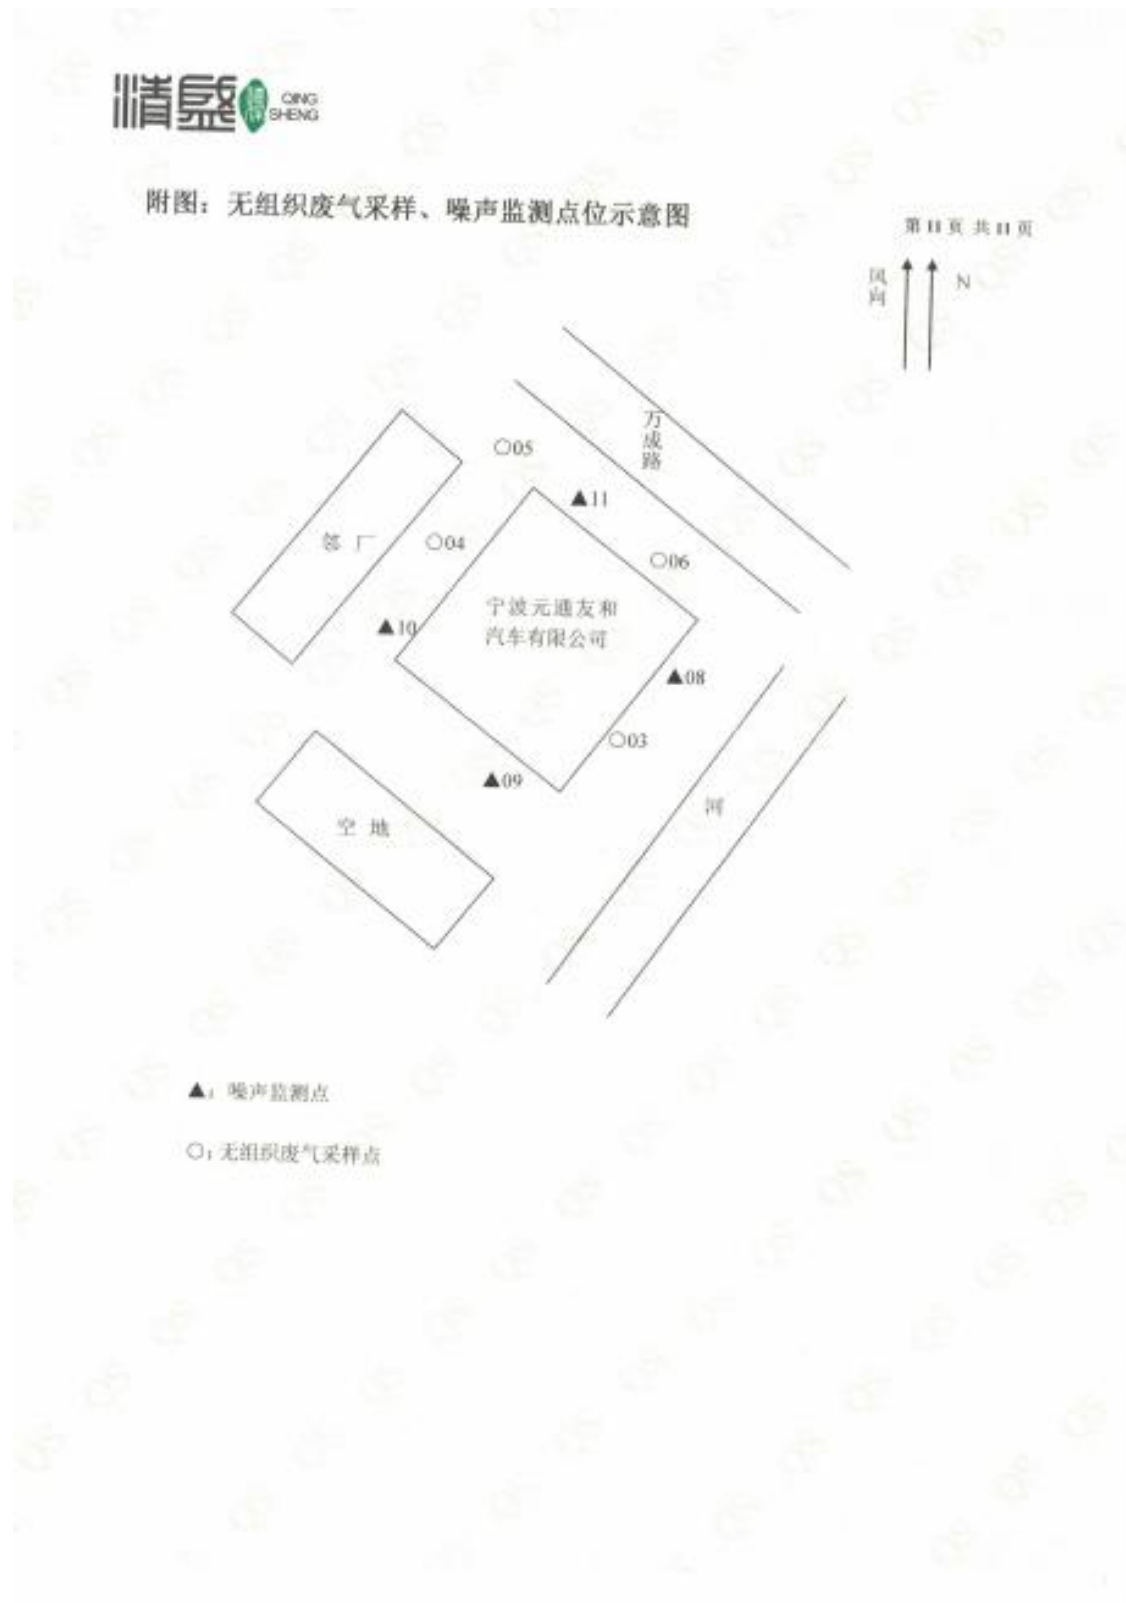 清盛 QING
SHENG
附图：无组织废气采样、噪声监测点位示意图
第11页 共11页
风向
N
万成路
○05
▲11
邻 厂
○04
○06
宁波元通友和
汽车有限公司
▲10
▲08
○03
▲09
河
空 地
▲：噪声监测点
○：无组织废气采样点